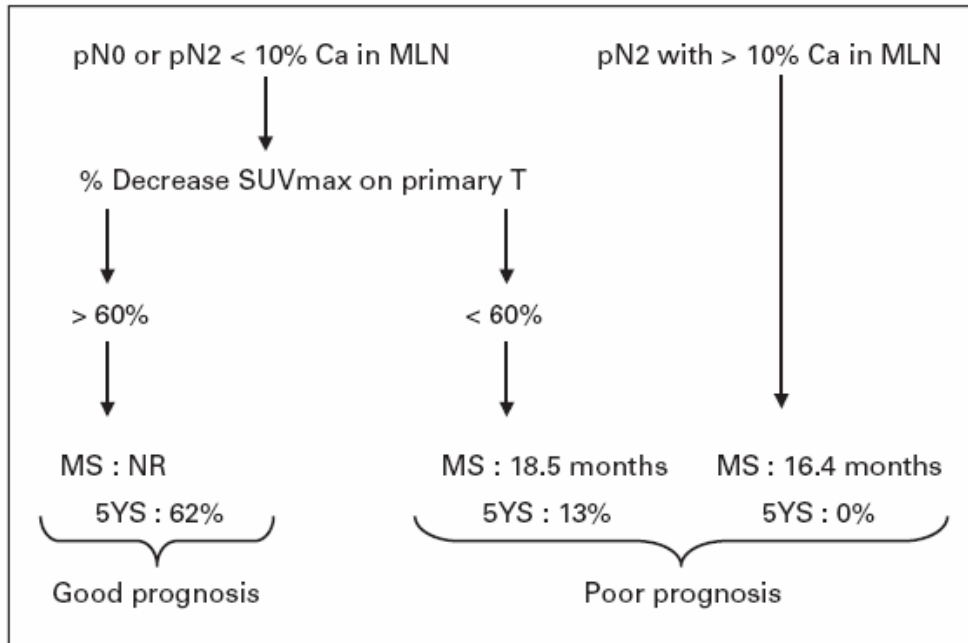 pN0 or pN2 < 10% Ca in MLN
pN2 with > 10% Ca in MLN
% Decrease SUVmax on primary T
> 60%
< 60%
MS : NR
MS : 18.5 months
MS : 16.4 months
5YS : 62%
5YS : 13%
5YS : 0%
Good prognosis
Poor prognosis